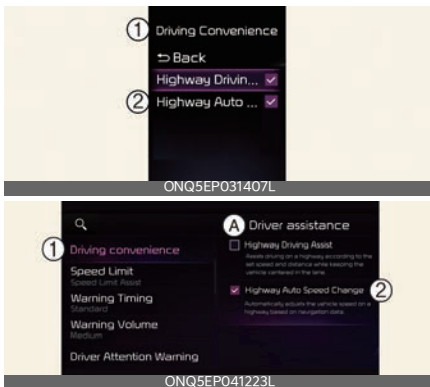 ① Driving Convenience
⮌ Back
Highway Drivin...
② Highway Auto ...
ONQ5EP031407L
A Driver assistance
① Driving convenience
Highway Driving Assist
Assists driving on a highway according to the
set speed and distance while keeping the
vehicle centered in the lane.
Speed Limit
Speed Limit Assist
Highway Auto Speed Change ②
Automatically adjusts the vehicle speed on a
highway based on navigation data.
Warning Timing
Standard
Warning Volume
Medium
Driver Attention Warning
ONQ5EP041223L